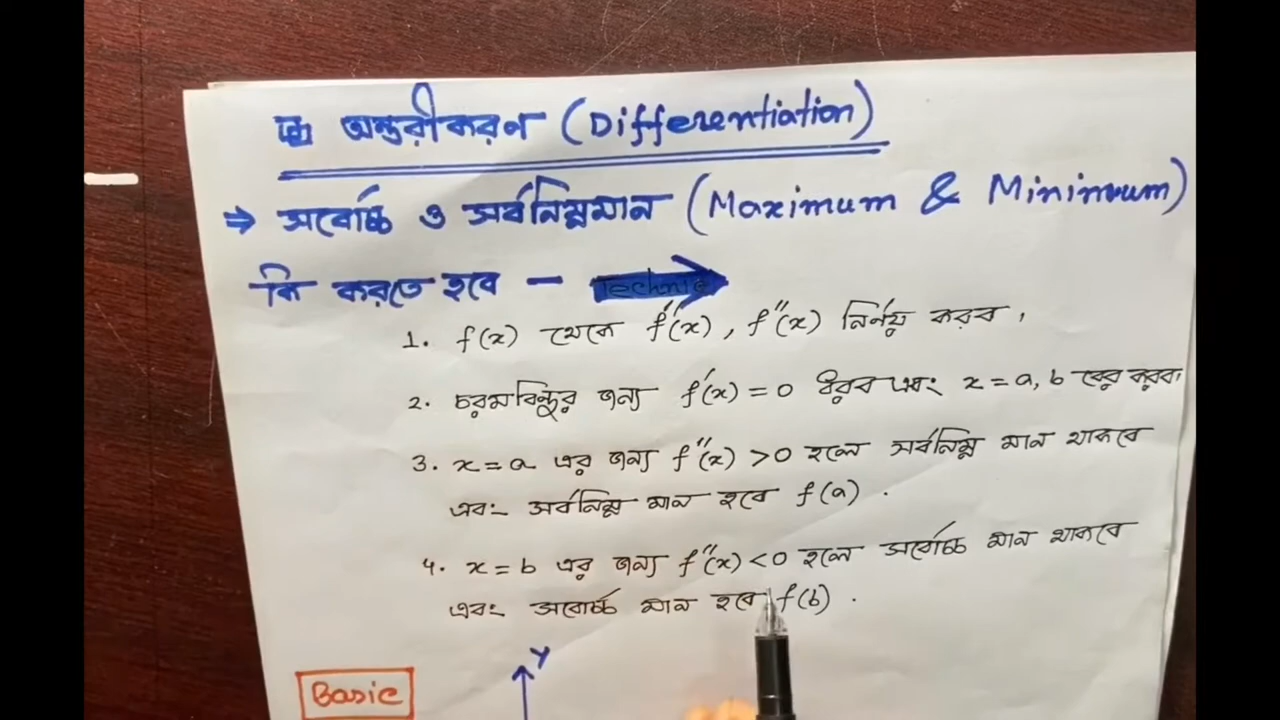 অন্তরীকরণ (Differentiation)
⇒ সর্বোচ্চ ও সর্বনিম্নমান (Maximum & Minimum)
কি করতে হবে – Technic
1. f(x) থেকে f'(x), f''(x) নির্ণয় করব।
2. চরমবিন্দুর জন্য f'(x) = 0 ধরব এবং x = a, b বের করব।
3. x = a এর জন্য f''(x) > 0 হলে সর্বনিম্ন মান থাকবে
এবং সর্বনিম্ন মান হবে f(a).
4. x = b এর জন্য f''(x) < 0 হলে সর্বোচ্চ মান থাকবে
এবং সর্বোচ্চ মান হবে f(b).
Y
Basic